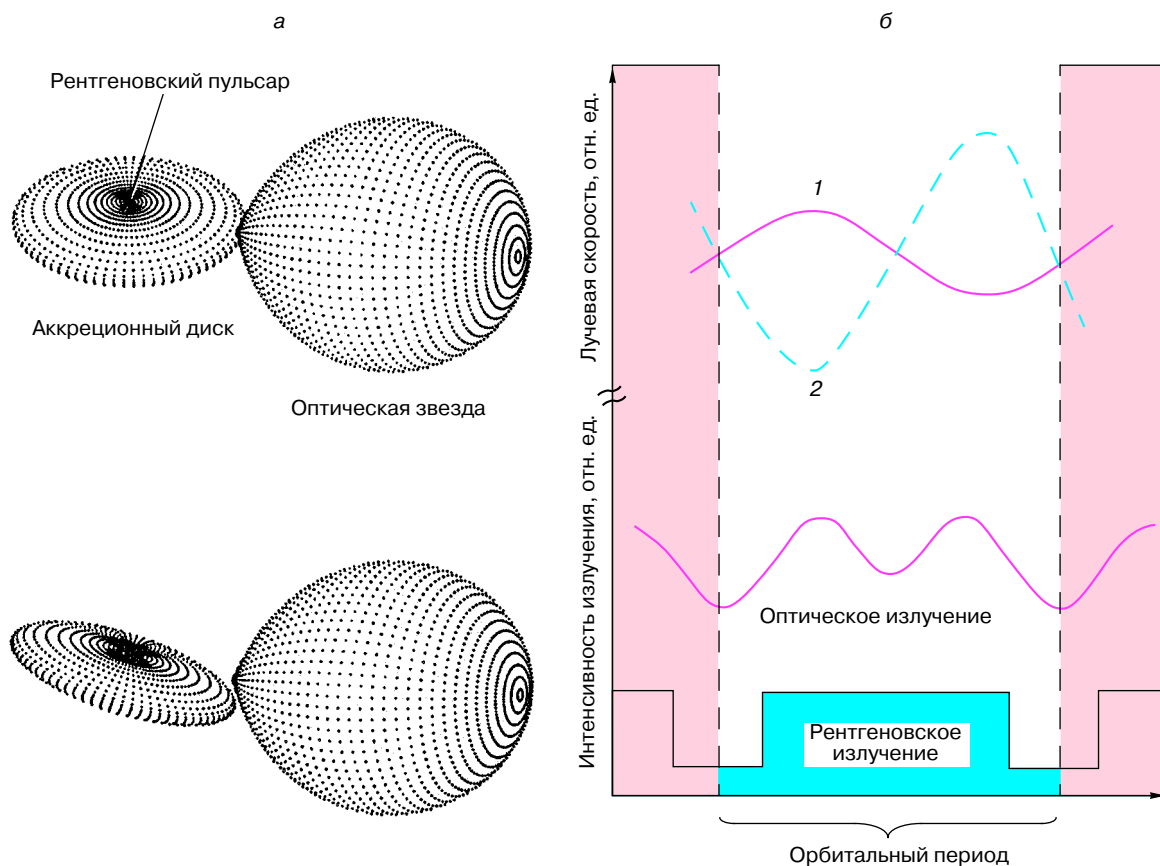 а
Рентгеновский пульсар
Аккреционный диск
Оптическая звезда
б
Лучевая скорость, отн. ед.
1
2
Интенсивность излучения, отн. ед.
Оптическое излучение
Рентгеновское
излучение
Орбитальный период